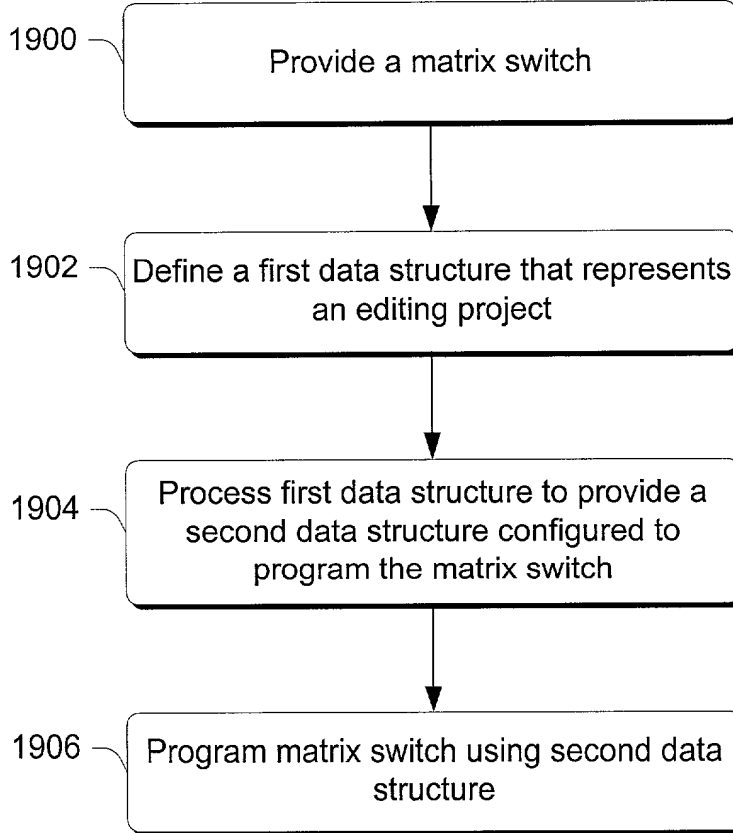 1900
Provide a matrix switch
1902
Define a first data structure that represents
an editing project
1904
Process first data structure to provide a
second data structure configured to
program the matrix switch
1906
Program matrix switch using second data
structure